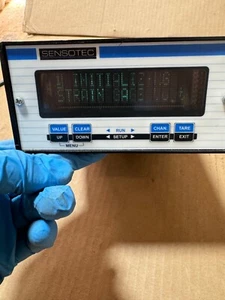 SENSOTEC
VALUE CLEAR ◄ RUN ► CHAN TARE
UP DOWN ◄ SETUP ► ENTER EXIT
MENU